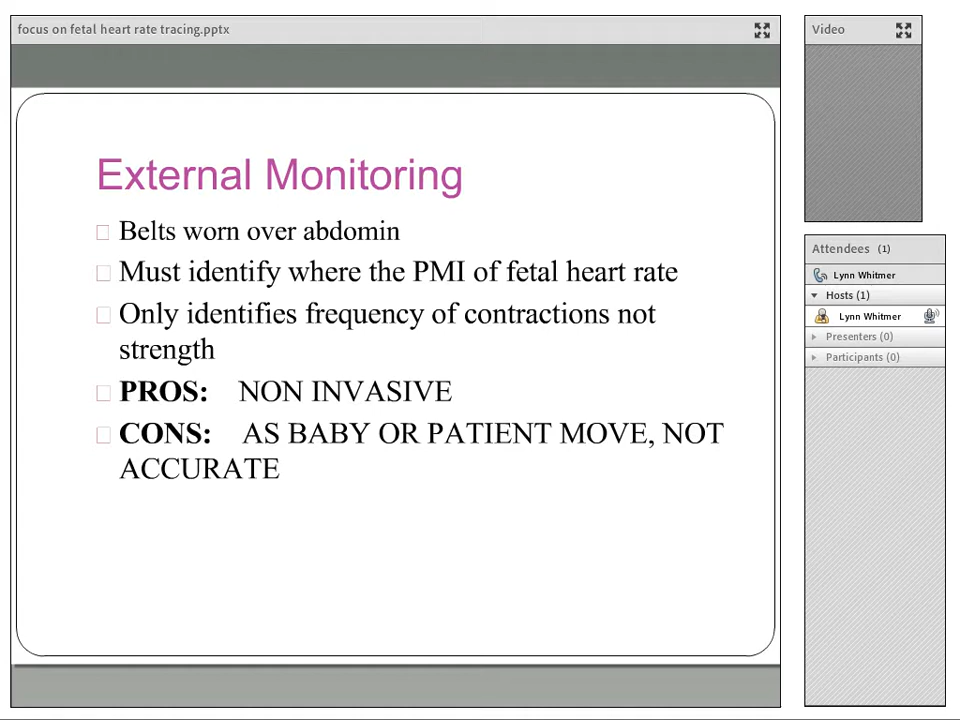 focus on fetal heart rate tracing.pptx
External Monitoring
Belts worn over abdomin
Must identify where the PMI of fetal heart rate
Only identifies frequency of contractions not
strength
PROS: NON INVASIVE
CONS: AS BABY OR PATIENT MOVE, NOT
ACCURATE
Video
Attendees (1)
Lynn Whitmer
Hosts (1)
Lynn Whitmer
Presenters (0)
Participants (0)